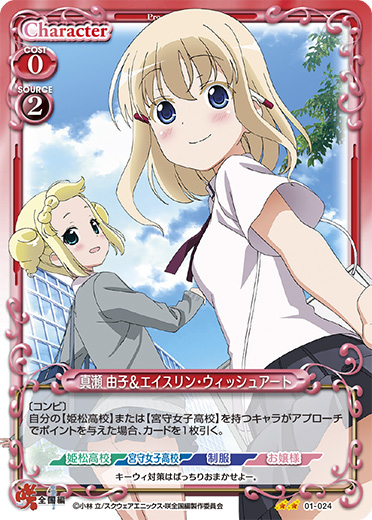 Character
COST
0
SOURCE
2
真瀬 由子&エイスリン・ウィッシュアート
〔コンビ〕
自分の【姫松高校】または【宮守女子高校】を持つキャラがアプローチ
でポイントを与えた場合、カードを1枚引く。
姫松高校 宮守女子高校 制服 お嬢様
キーウィ対策はばっちりおまかせよー。
咲 全国編
©小林 立/スクウェアエニックス・咲全国編製作委員会
01-024